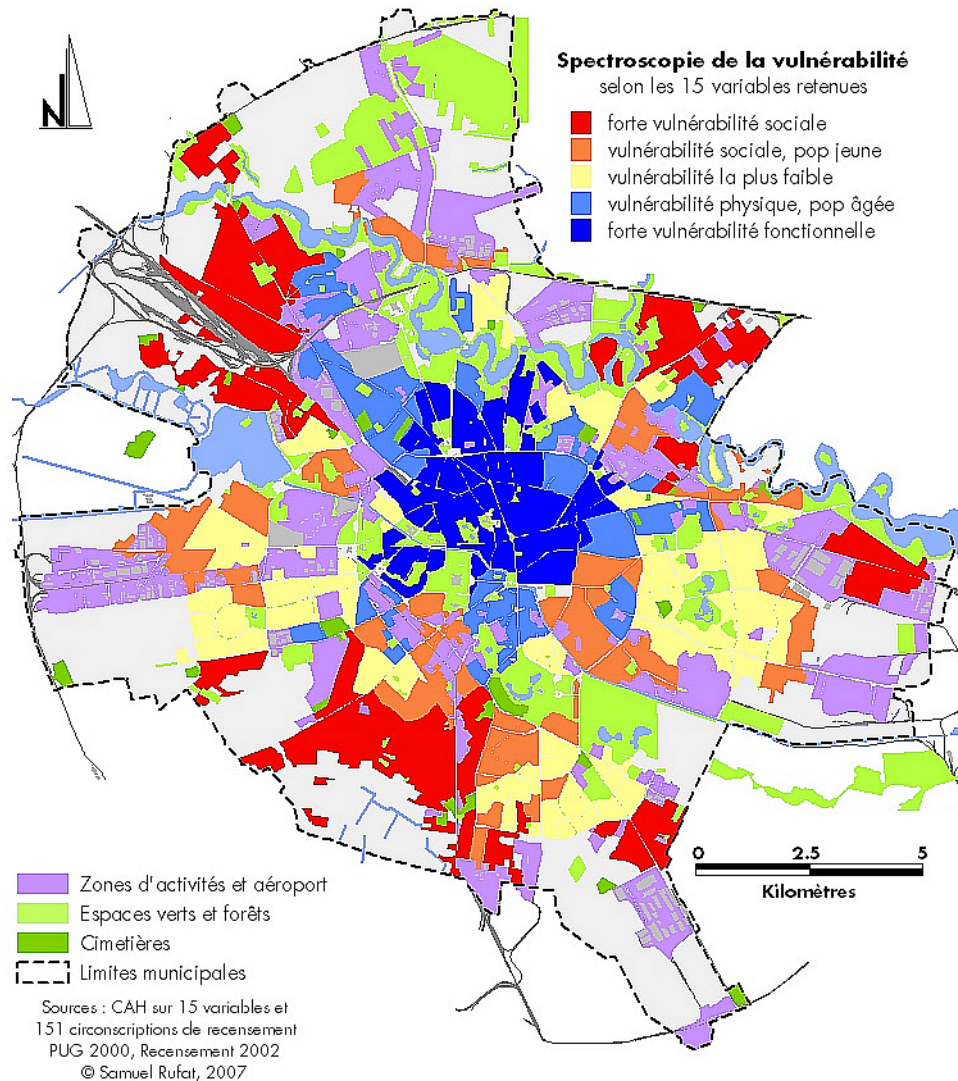 Spectroscopie de la vulnérabilité
selon les 15 variables retenues
forte vulnérabilité sociale
vulnérabilité sociale, pop jeune
vulnérabilité la plus faible
vulnérabilité physique, pop âgée
forte vulnérabilité fonctionnelle
N
0 2.5 5
Kilomètres
Zones d'activités et aéroport
Espaces verts et forêts
Cimetières
Limites municipales
Sources : CAH sur 15 variables et
151 circonscriptions de recensement
PUG 2000, Recensement 2002
© Samuel Rufat, 2007